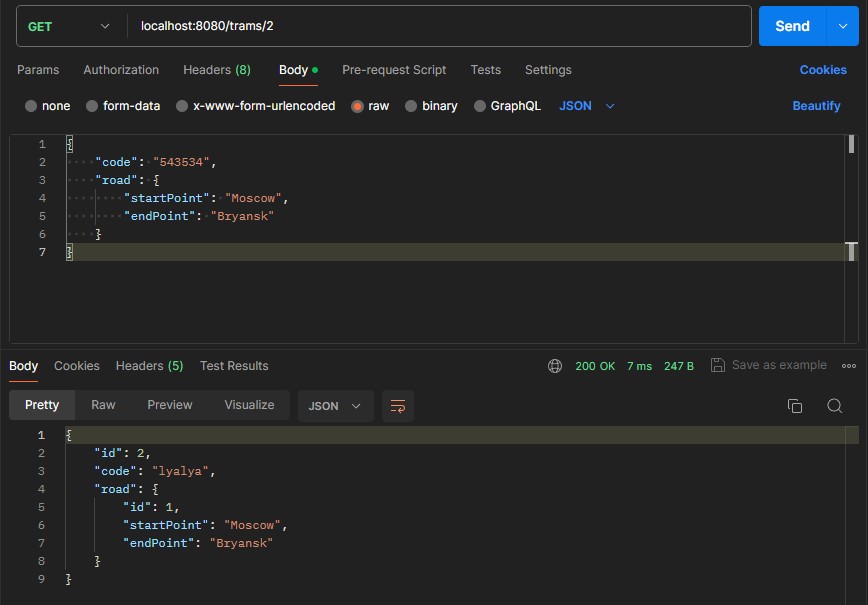 GET localhost:8080/trams/2 Send
Params Authorization Headers (8) Body Pre-request Script Tests Settings Cookies
none form-data x-www-form-urlencoded raw binary GraphQL JSON Beautify
1 {
2 "code": "543534",
3 "road": {
4 "startPoint": "Moscow",
5 "endPoint": "Bryansk"
6 }
7 }
Body Cookies Headers (5) Test Results 200 OK 7 ms 247 B Save as example
Pretty Raw Preview Visualize JSON
1 {
2 "id": 2,
3 "code": "lyalya",
4 "road": {
5 "id": 1,
6 "startPoint": "Moscow",
7 "endPoint": "Bryansk"
8 }
9 }